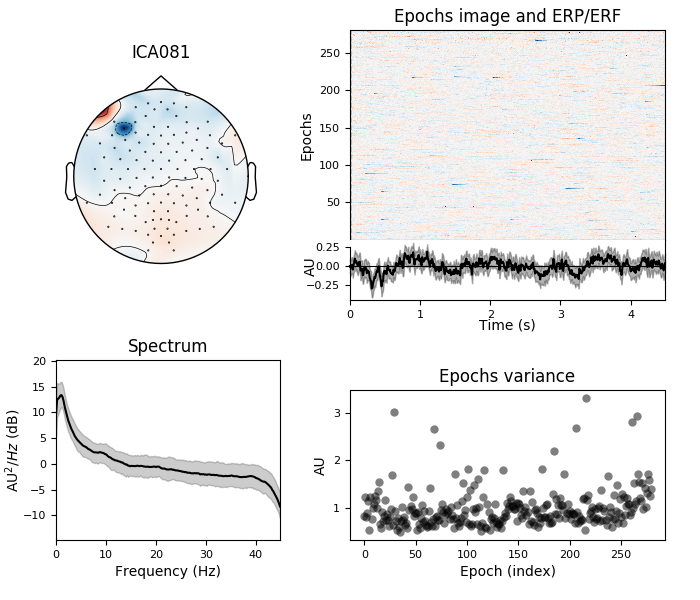 ICA081
Epochs image and ERP/ERF
Epochs
250
200
150
100
50
AU
0.25
0.00
−0.25
0 1 2 3 4
Time (s)
Spectrum
AU²/Hz (dB)
20
15
10
5
0
−5
−10
0 10 20 30 40
Frequency (Hz)
Epochs variance
AU
3
2
1
0 50 100 150 200 250
Epoch (index)